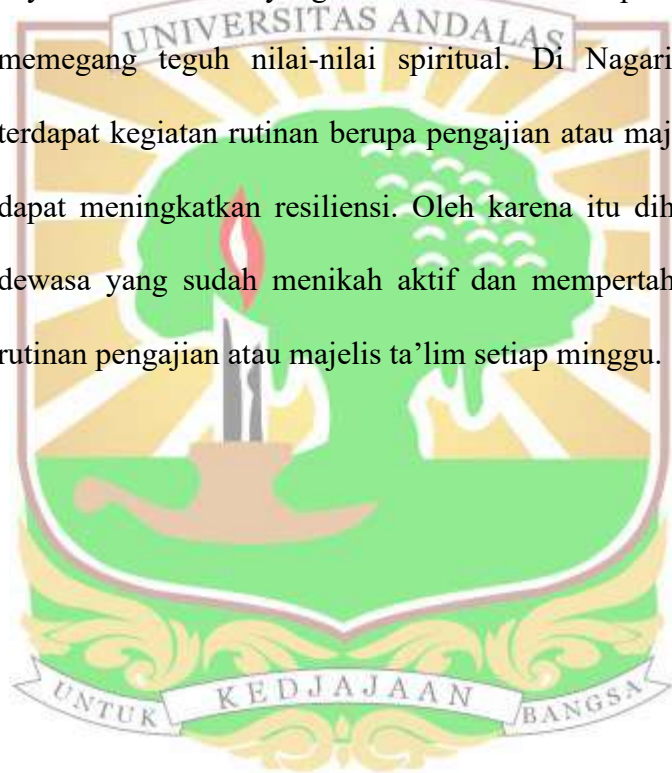 UNIVERSITAS ANDALAS
memegang teguh nilai-nilai spiritual. Di Nagari
terdapat kegiatan rutinan berupa pengajian atau maj
dapat meningkatkan resiliensi. Oleh karena itu dih
dewasa yang sudah menikah aktif dan mempertah
rutinan pengajian atau majelis ta’lim setiap minggu.
UNTUK KEDJAJAAN BANGSA